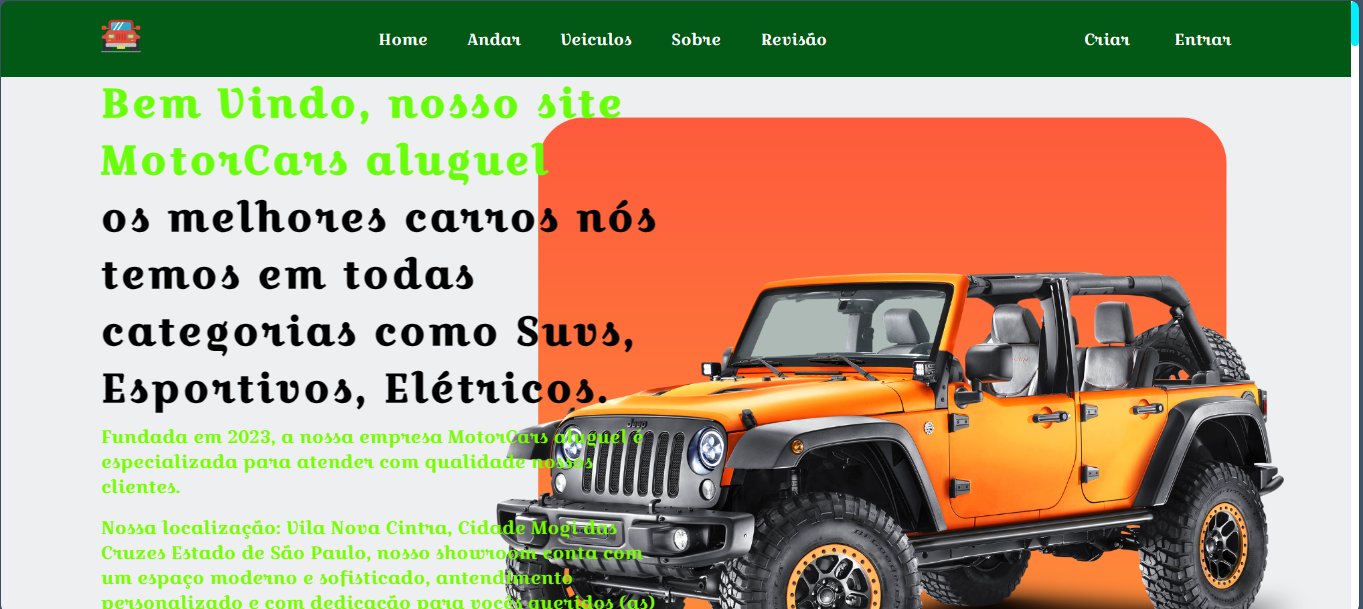 Home Andar Veiculos Sobre Revisão Criar Entrar
Bem Vindo, nosso site
MotorCars aluguel
os melhores carros nós
temos em todas
categorias como Suvs,
Esportivos, Elétricos.
Fundada em 2023, a nossa empresa MotorCars aluguel é
especializada para atender com qualidade nossos
clientes.
Nossa localização: Vila Nova Cintra, Cidade Mogi das
Cruzes Estado de São Paulo, nosso showroom conta com
um espaço moderno e sofisticado, antendimento
personalizado e com dedicação para vocês queridos (as)
Jeep